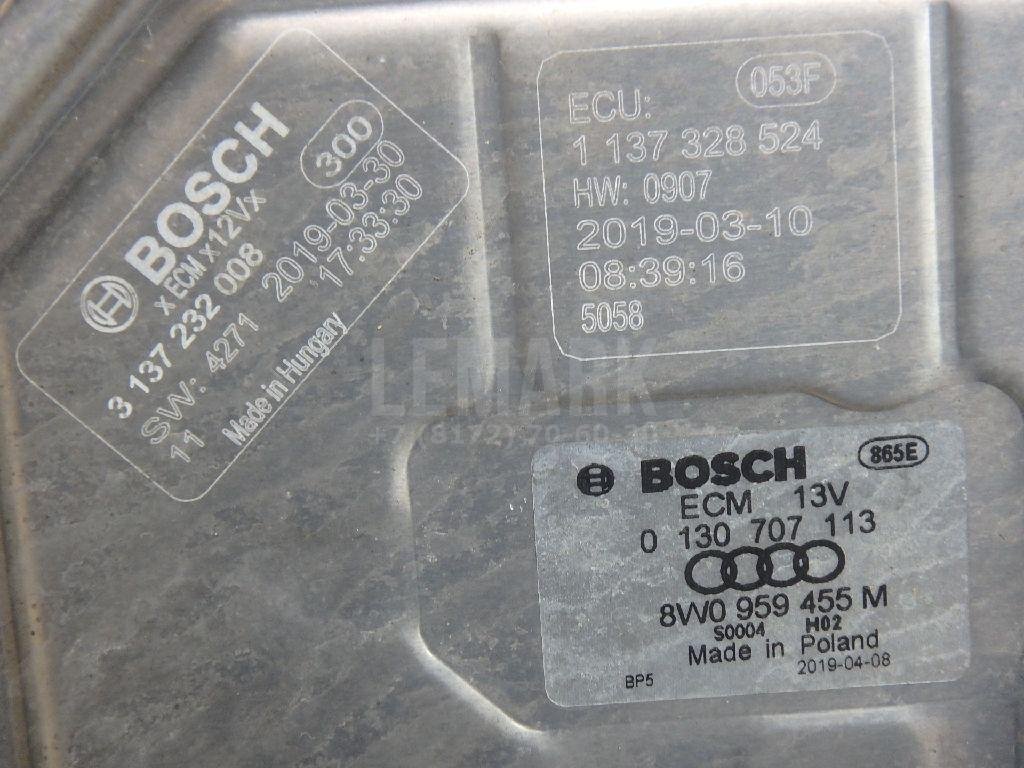 BOSCH 300
x ECM x12Vx
3 137 232 008
SW: 4271 2019-03-30
11 17:33:30
Made in Hungary
053F
ECU:
1 137 328 524
HW: 0907
2019-03-10
08:39:16
5058
LEMARK
BOSCH 865E
ECM 13V
0 130 707 113
8W0 959 455 M
S0004 H02
Made in Poland
2019-04-08
BP5